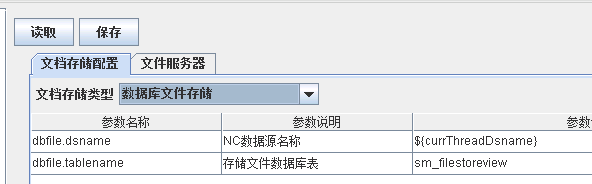 读取 保存
文档存储配置 文件服务器
文档存储类型 数据库文件存储
参数名称 参数说明 参数
dbfile.dsname NC数据源名称 ${currThreadDsname}
dbfile.tablename 存储文件数据库表 sm_filestoreview